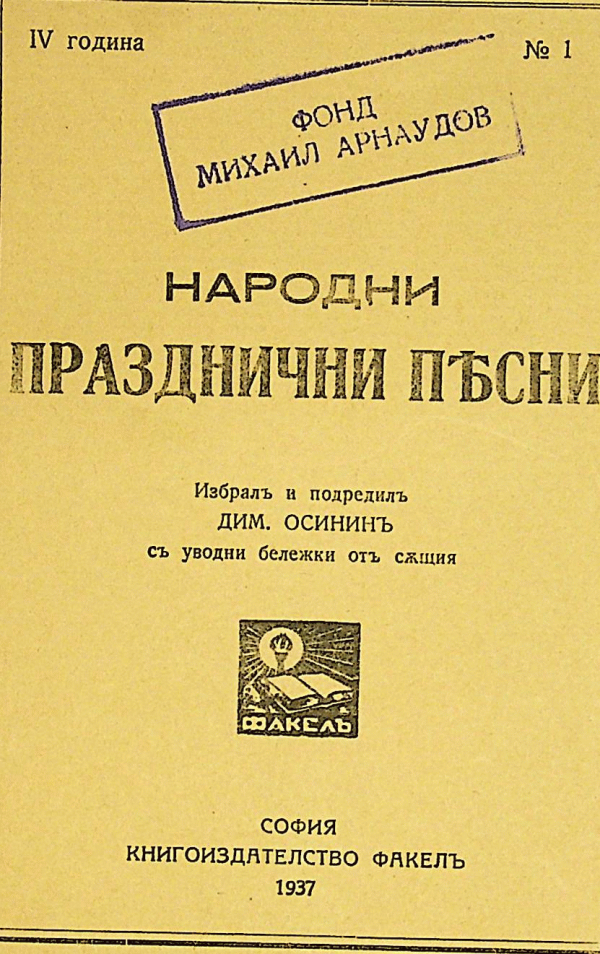 IV година
№ 1
ФОНД
МИХАИЛ АРНАУДОВ
НАРОДНИ
ПРАЗДНИЧНИ ПѢСНИ
Избралъ и подредилъ
ДИМ. ОСИНИНЪ
съ уводни бележки отъ сѫщия
ФАКЕЛЪ
СОФИЯ
КНИГОИЗДАТЕЛСТВО ФАКЕЛЪ
1937